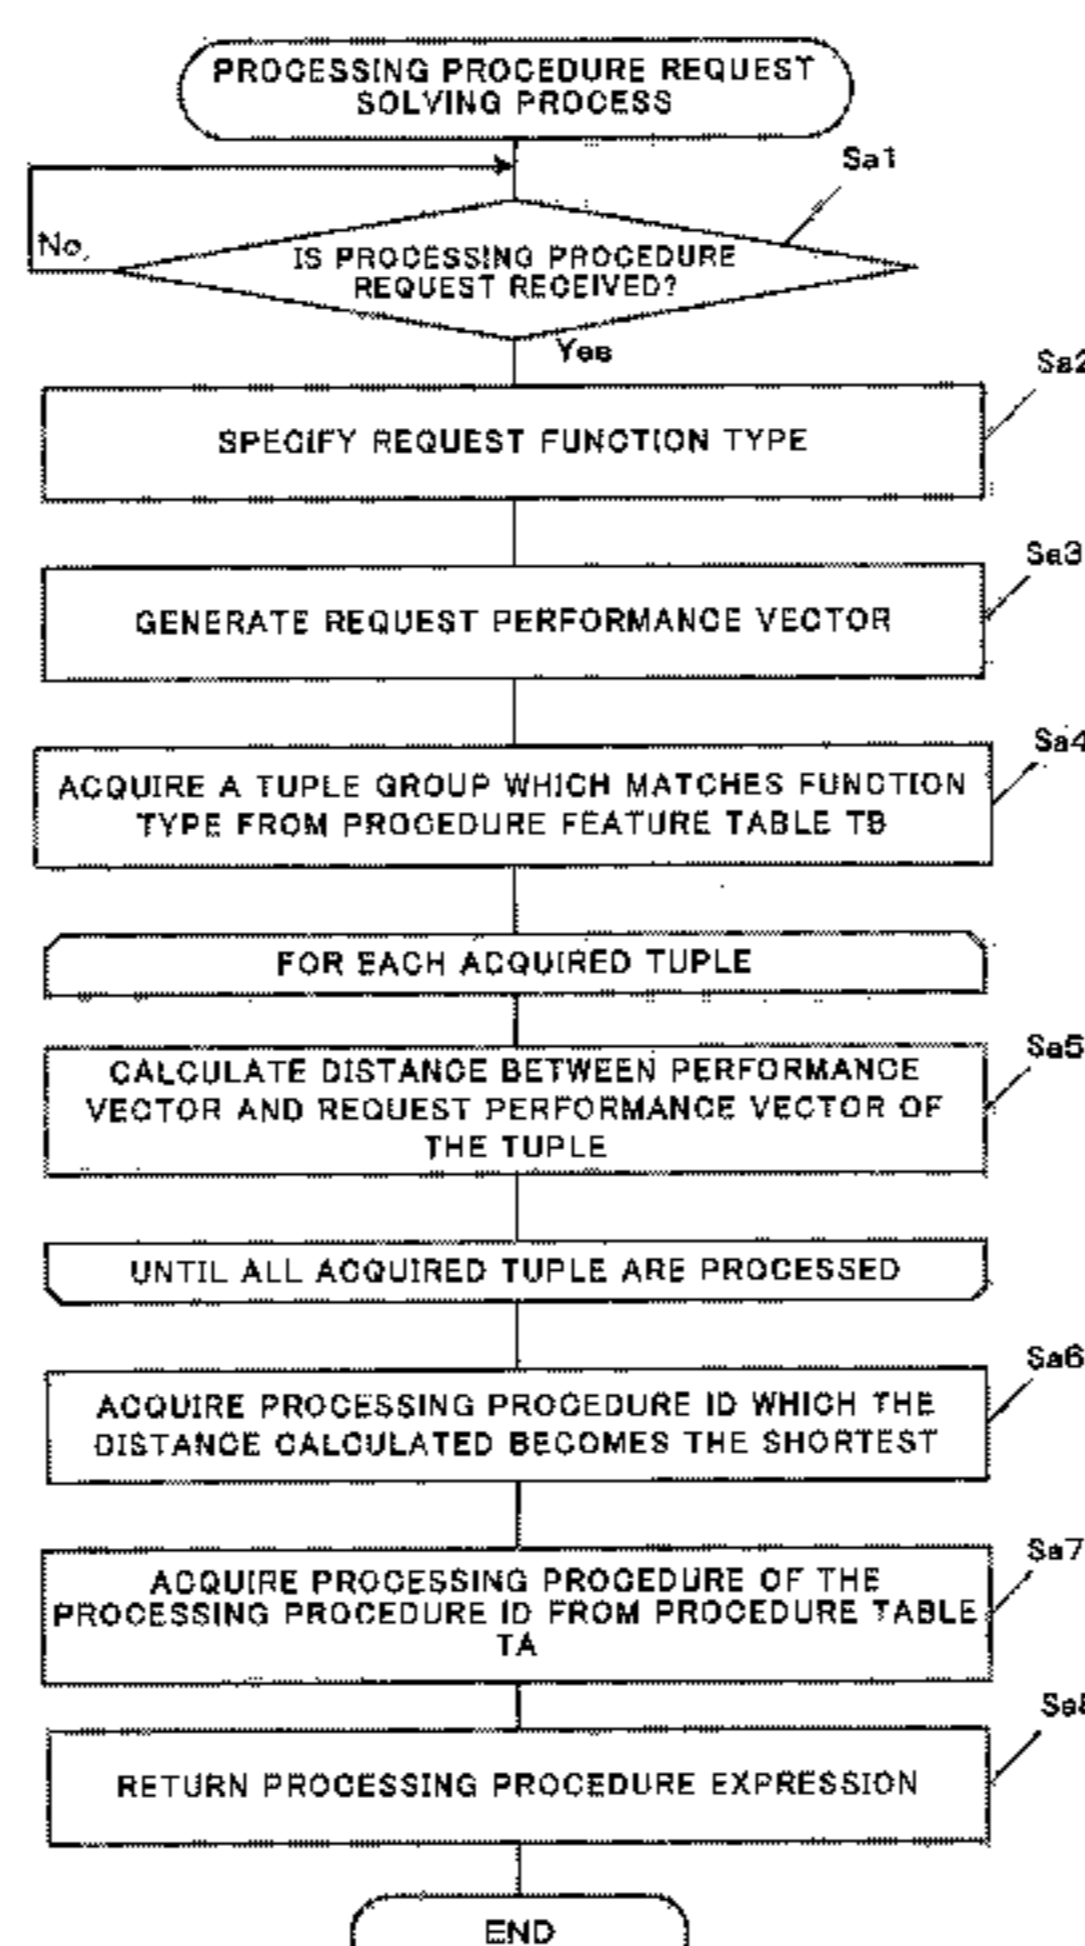 PROCESSING PROCEDURE REQUEST
SOLVING PROCESS
Sa1
No
IS PROCESSING PROCEDURE
REQUEST RECEIVED?
Yes
Sa2
SPECIFY REQUEST FUNCTION TYPE
Sa3
GENERATE REQUEST PERFORMANCE VECTOR
Sa4
ACQUIRE A TUPLE GROUP WHICH MATCHES FUNCTION
TYPE FROM PROCEDURE FEATURE TABLE TB
FOR EACH ACQUIRED TUPLE
Sa5
CALCULATE DISTANCE BETWEEN PERFORMANCE
VECTOR AND REQUEST PERFORMANCE VECTOR OF
THE TUPLE
UNTIL ALL ACQUIRED TUPLE ARE PROCESSED
Sa6
ACQUIRE PROCESSING PROCEDURE ID WHICH THE
DISTANCE CALCULATED BECOMES THE SHORTEST
Sa7
ACQUIRE PROCESSING PROCEDURE OF THE
PROCESSING PROCEDURE ID FROM PROCEDURE TABLE
TA
Sa8
RETURN PROCESSING PROCEDURE EXPRESSION
END